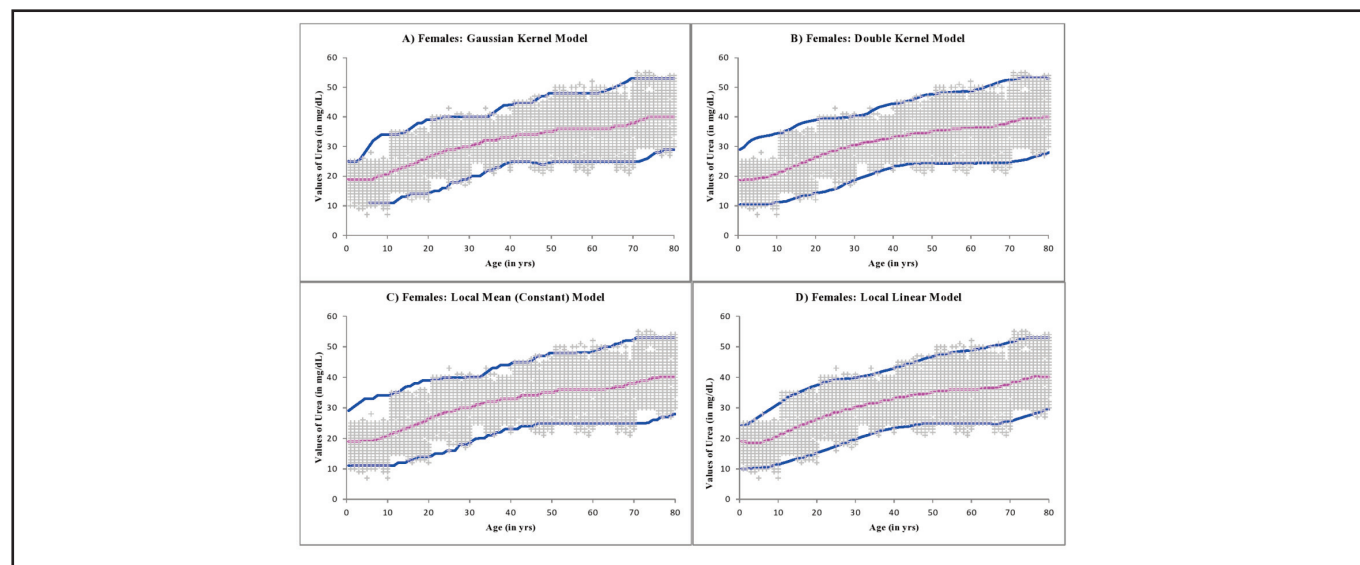 A) Females: Gaussian Kernel Model
Values of Urea (in mg/dL)
60
50
40
30
20
10
0
0 10 20 30 40 50 60 70 80
Age (in yrs)
B) Females: Double Kernel Model
Values of Urea (in mg/dL)
60
50
40
30
20
10
0
0 10 20 30 40 50 60 70 80
Age (in yrs)
C) Females: Local Mean (Constant) Model
Values of Urea (in mg/dL)
60
50
40
30
20
10
0
0 10 20 30 40 50 60 70 80
Age (in yrs)
D) Females: Local Linear Model
Values of Urea (in mg/dL)
60
50
40
30
20
10
0
0 10 20 30 40 50 60 70 80
Age (in yrs)